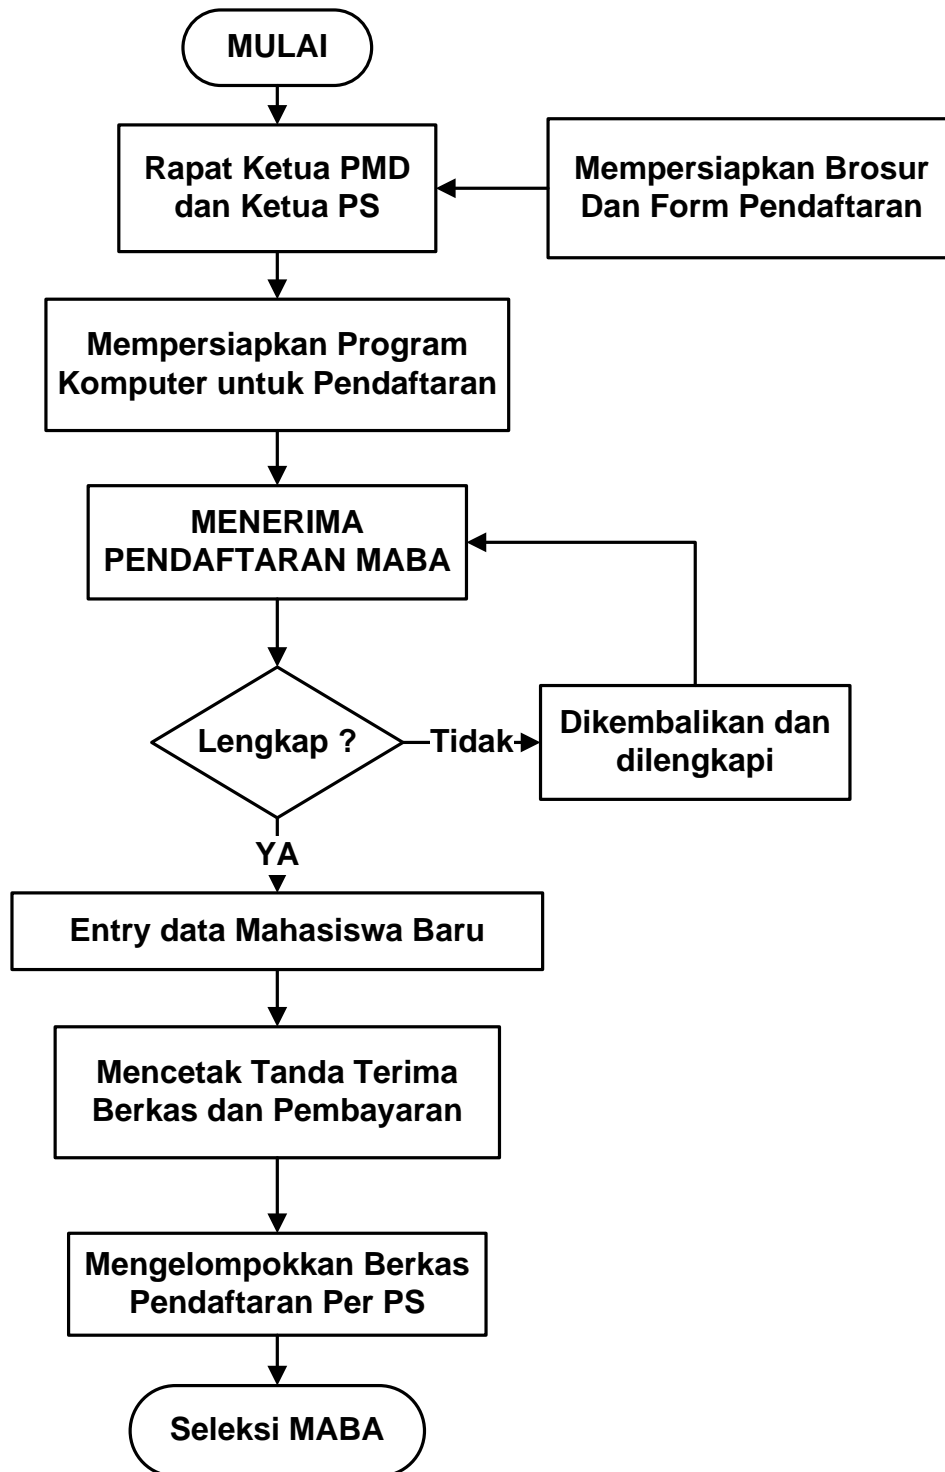 MULAI
Rapat Ketua PMD
dan Ketua PS
Mempersiapkan Brosur
Dan Form Pendaftaran
Mempersiapkan Program
Komputer untuk Pendaftaran
MENERIMA
PENDAFTARAN MABA
Lengkap ?
Tidak
Dikembalikan dan
dilengkapi
YA
Entry data Mahasiswa Baru
Mencetak Tanda Terima
Berkas dan Pembayaran
Mengelompokkan Berkas
Pendaftaran Per PS
Seleksi MABA